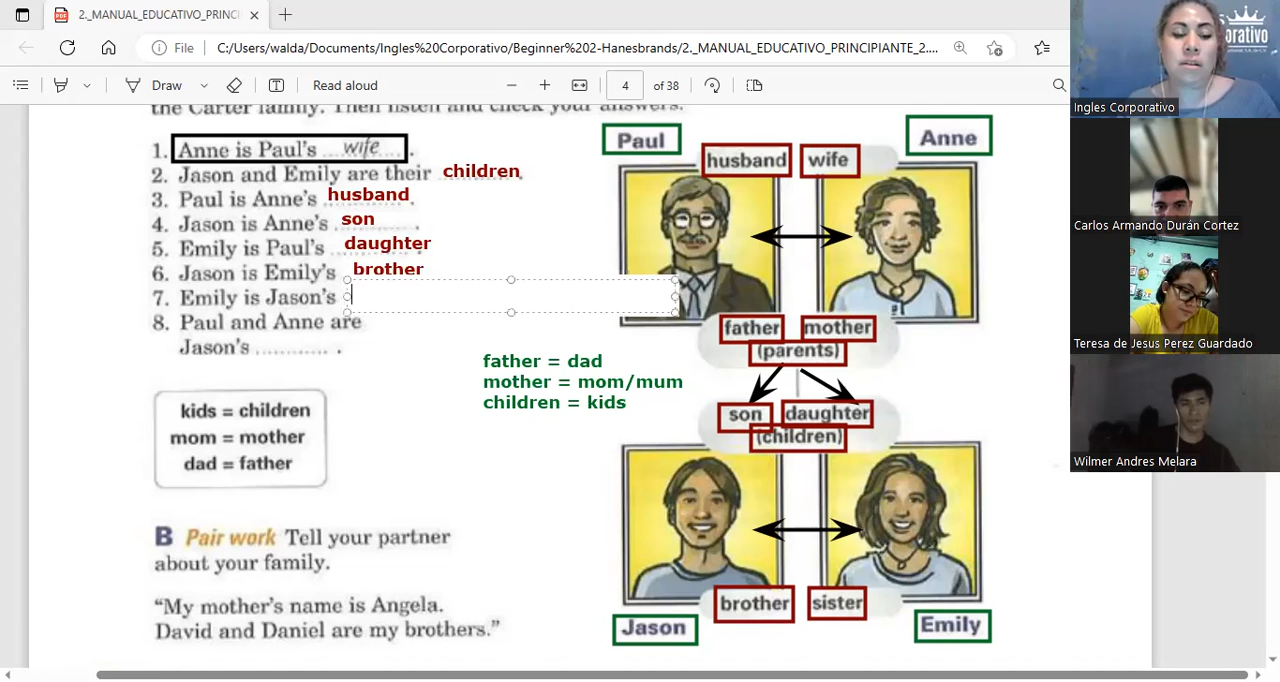 2._MANUAL_EDUCATIVO_PRINCI
File
C:/Users/walda/Documents/Ingles%20Corporativo/Beginner%202-Hanesbrands/2._MANUAL_EDUCATIVO_PRINCIPIANTE_2....
Draw
Read aloud
4
of 38
the Carter family. Then listen and check your answers.
1. Anne is Paul's wife .
2. Jason and Emily are their children .
3. Paul is Anne's husband .
4. Jason is Anne's son .
5. Emily is Paul's daughter
6. Jason is Emily's brother
7. Emily is Jason's
8. Paul and Anne are
Jason's ............. .
father = dad
mother = mom/mum
children = kids
kids = children
mom = mother
dad = father
B Pair work Tell your partner
about your family.
"My mother's name is Angela.
David and Daniel are my brothers."
Paul
Anne
husband wife
father mother
(parents)
son daughter
(children)
brother sister
Jason
Emily
orativo
Ingles Corporativo
Carlos Armando Durán Cortez
Teresa de Jesus Perez Guardado
Wilmer Andres Melara